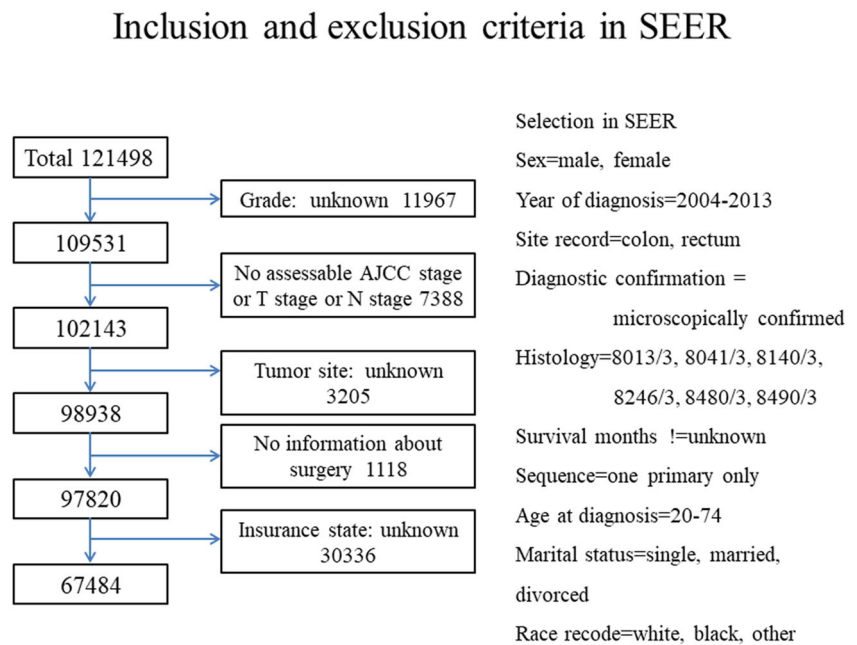 Inclusion and exclusion criteria in SEER
Total 121498
Grade: unknown 11967
109531
No assessable AJCC stage
or T stage or N stage 7388
102143
Tumor site: unknown
3205
98938
No information about
surgery 1118
97820
Insurance state: unknown
30336
67484
Selection in SEER
Sex=male, female
Year of diagnosis=2004-2013
Site record=colon, rectum
Diagnostic confirmation =
microscopically confirmed
Histology=8013/3, 8041/3, 8140/3,
8246/3, 8480/3, 8490/3
Survival months !=unknown
Sequence=one primary only
Age at diagnosis=20-74
Marital status=single, married,
divorced
Race recode=white, black, other